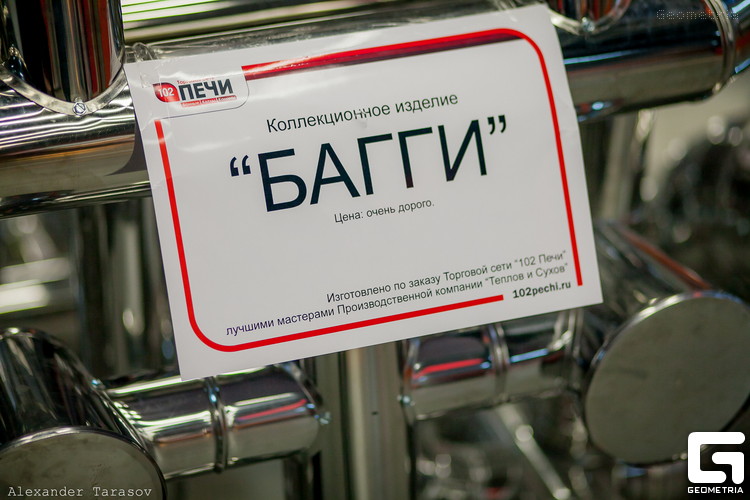 Geometria
102 ПЕЧИ
Коллекционное изделие
“БАГГИ”
Цена: очень дорого.
Изготовлено по заказу Торговой сети "102 Печи"
лучшими мастерами Производственной компании "Теплов и Сухов"
102pechi.ru
Alexander Tarasov
G
GEOMETRIA